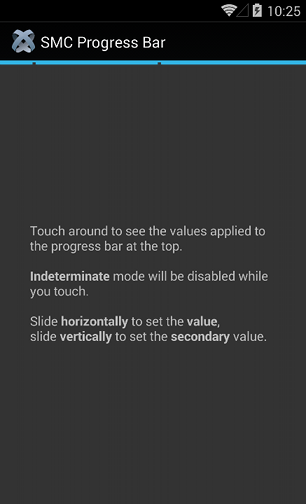 10:25
SMC Progress Bar
Touch around to see the values applied to
the progress bar at the top.
Indeterminate mode will be disabled while
you touch.
Slide horizontally to set the value,
slide vertically to set the secondary value.